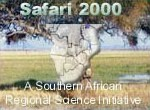 Safari 2000
A Southern African
Regional Science Initiative